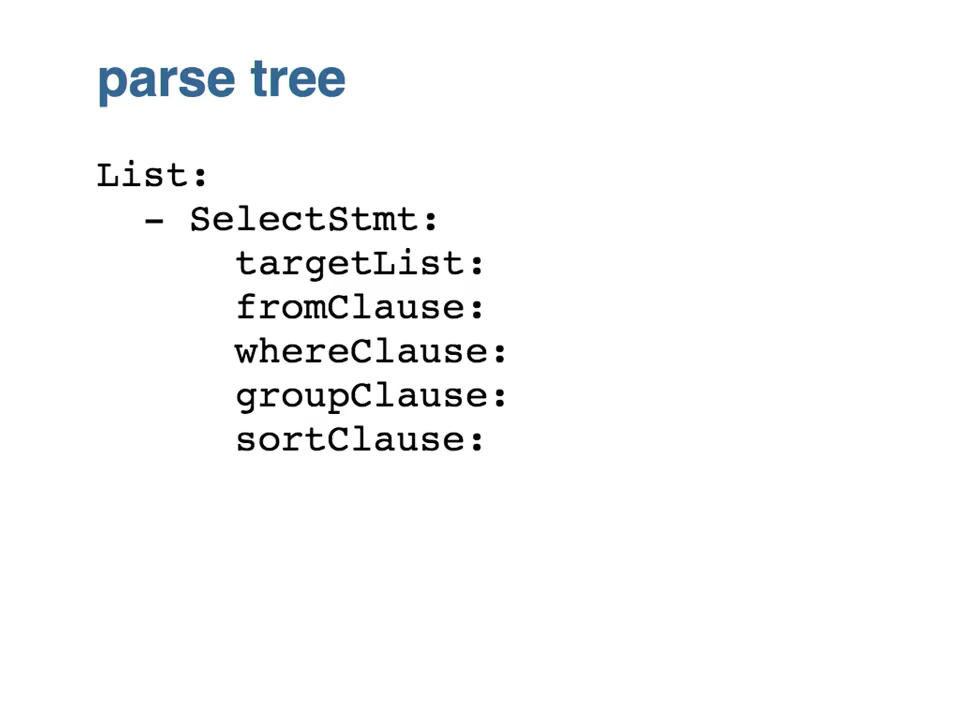 parse tree
List:
- SelectStmt:
targetList:
fromClause:
whereClause:
groupClause:
sortClause: